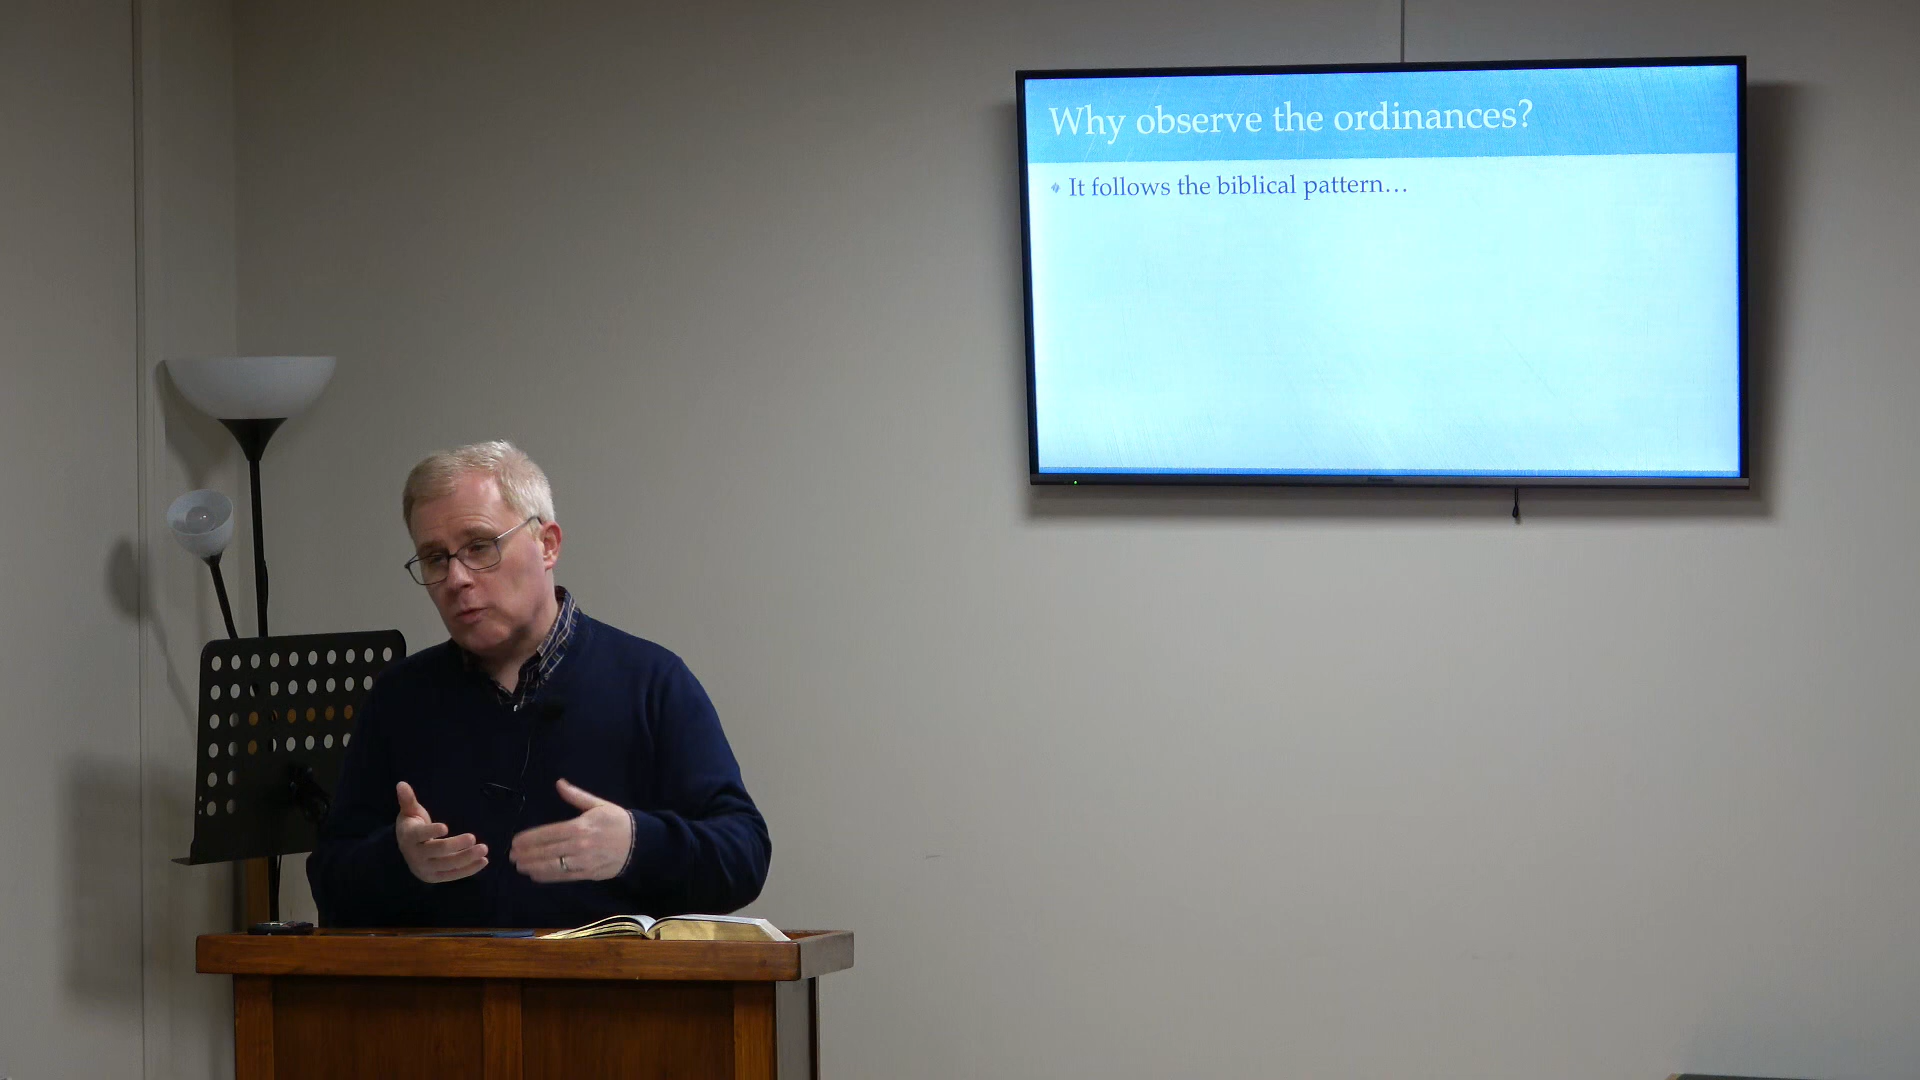 Why observe the ordinances?
It follows the biblical pattern…